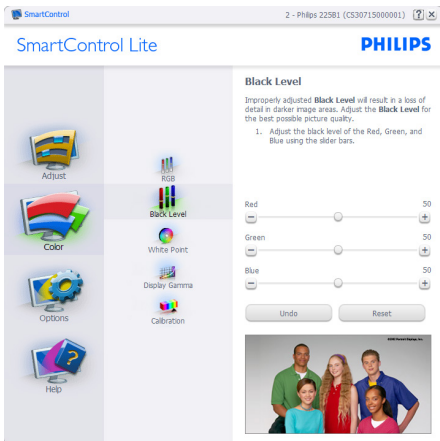 SmartControl
2 - Philips 225B1 (CS30715000001)
SmartControl Lite
PHILIPS
Adjust
Color
Options
Help
RGB
Black Level
White Point
Display Gamma
Calibration
Black Level
Improperly adjusted Black Level will result in a loss of
detail in darker image areas. Adjust the Black Level for
the best possible picture quality.
1. Adjust the black level of the Red, Green, and
Blue using the slider bars.
Red 50
Green 50
Blue 50
Undo Reset